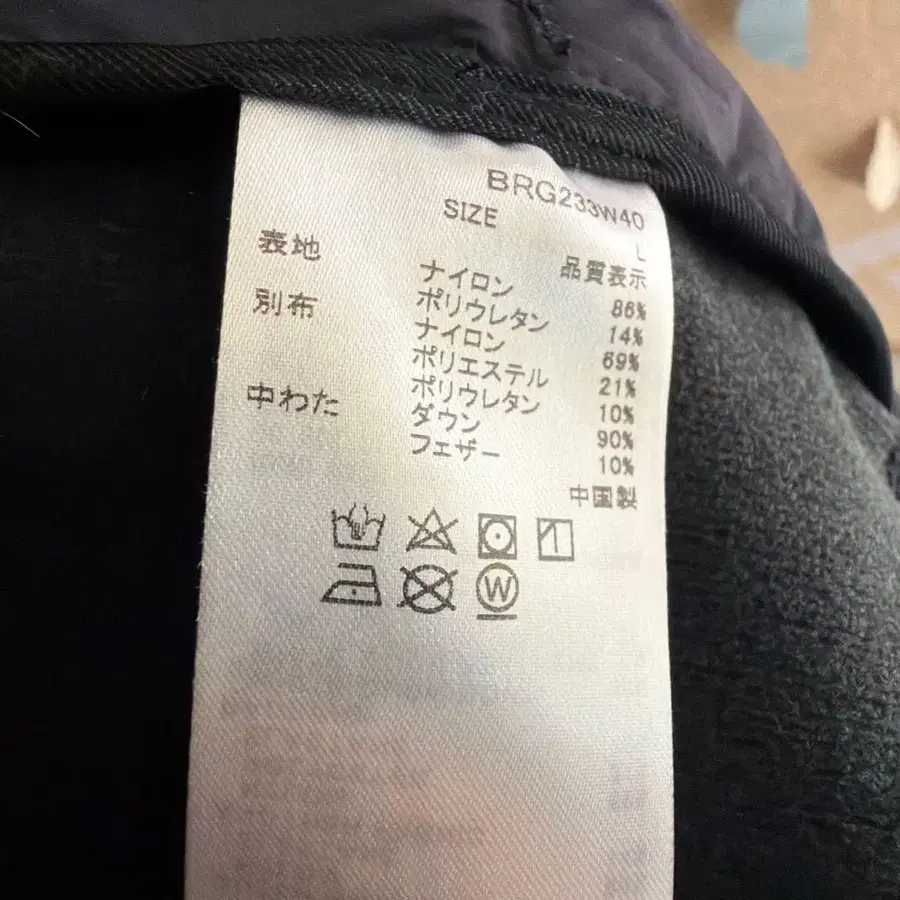 BRG233W40
SIZE L
品質表示
表地 ナイロン 86%
ポリウレタン 14%
別布 ナイロン 69%
ポリエステル 21%
ポリウレタン 10%
中わた ダウン 90%
フェザー 10%
中国製
W